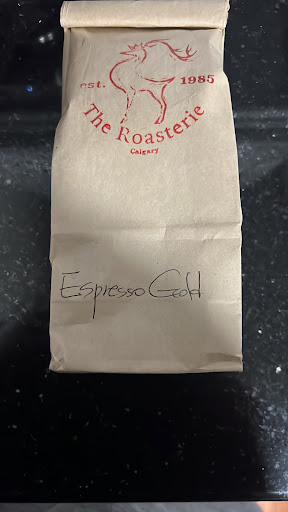 est. 1985
The Roasterie
Calgary
Espresso Gold